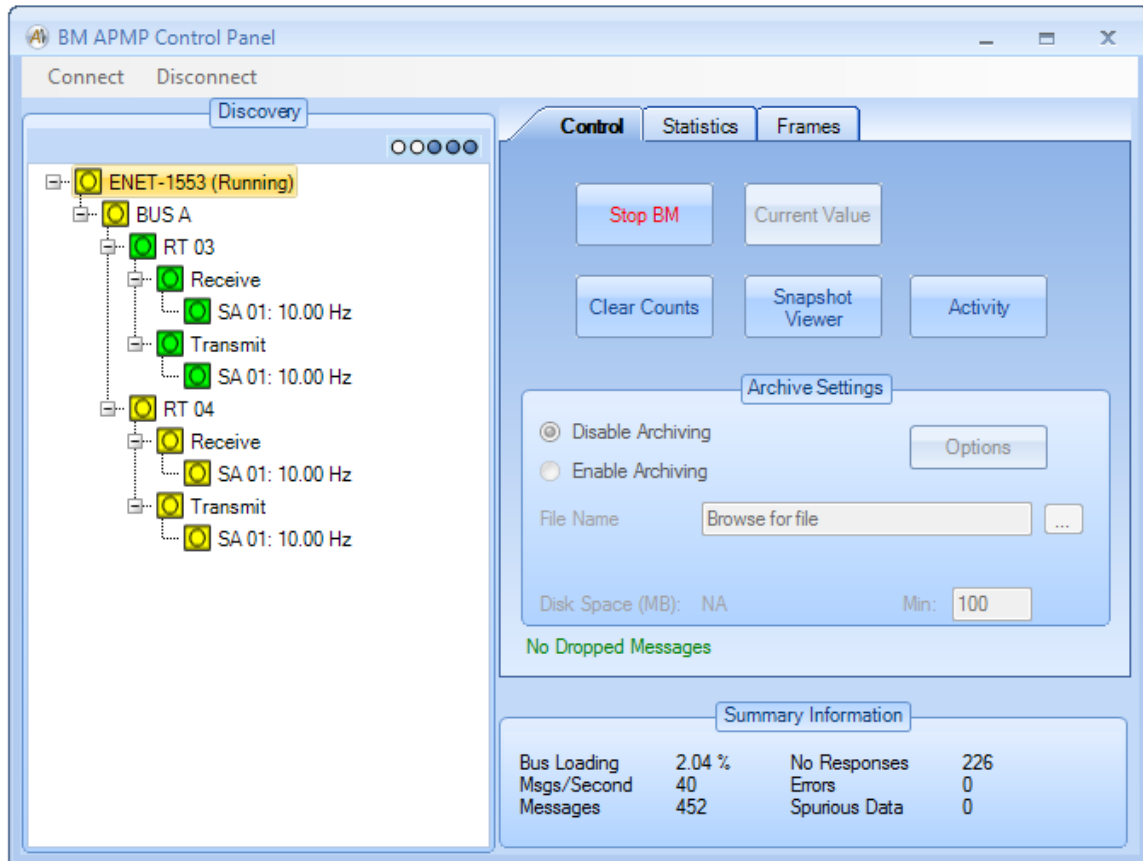 BM APMP Control Panel
Connect Disconnect
Discovery
ENET-1553 (Running)
BUS A
RT 03
Receive
SA 01: 10.00 Hz
Transmit
SA 01: 10.00 Hz
RT 04
Receive
SA 01: 10.00 Hz
Transmit
SA 01: 10.00 Hz
Control Statistics Frames
Stop BM Current Value
Clear Counts Snapshot Viewer Activity
Archive Settings
Disable Archiving Options
Enable Archiving
File Name Browse for file ...
Disk Space (MB): NA Min: 100
No Dropped Messages
Summary Information
Bus Loading 2.04 % No Responses 226
Msgs/Second 40 Errors 0
Messages 452 Spurious Data 0